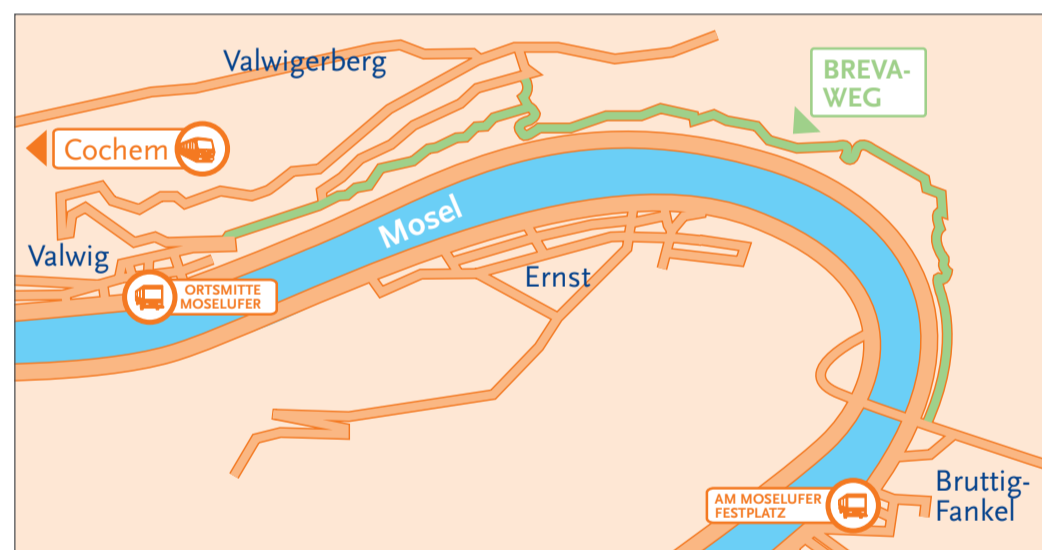 Valwigerberg
BREVA-
WEG
Cochem
Mosel
Valwig
Ernst
ORTSMITTE
MOSELUFER
AM MOSELUFER
FESTPLATZ
Bruttig-
Fankel